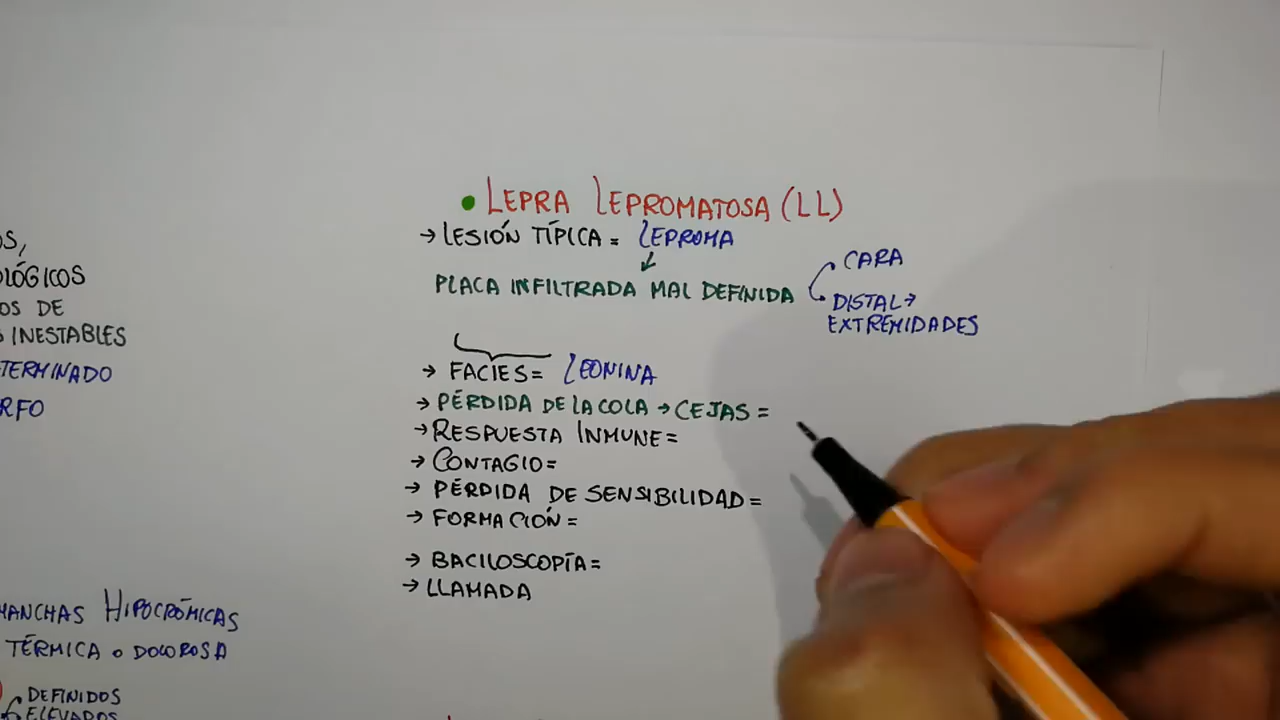 • LEPRA LEPROMATOSA (LL)
→ LESIÓN TÍPICA = LEPROMA
PLACA INFILTRADA MAL DEFINIDA
CARA
DISTAL →
EXTREMIDADES
→ FACIES = LEONINA
→ PÉRDIDA DE LA COLA → CEJAS =
→ RESPUESTA INMUNE =
→ CONTAGIO =
→ PÉRDIDA DE SENSIBILIDAD =
→ FORMACIÓN =
→ BACILOSCOPÍA =
→ LLAMADA
OS,
OLÓGICOS
OS DE
S INESTABLES
TERMINADO
RFO
MANCHAS HIPOCRÓMICAS
TÉRMICA O DOLOROSA
DEFINIDOS
ELEVADOS